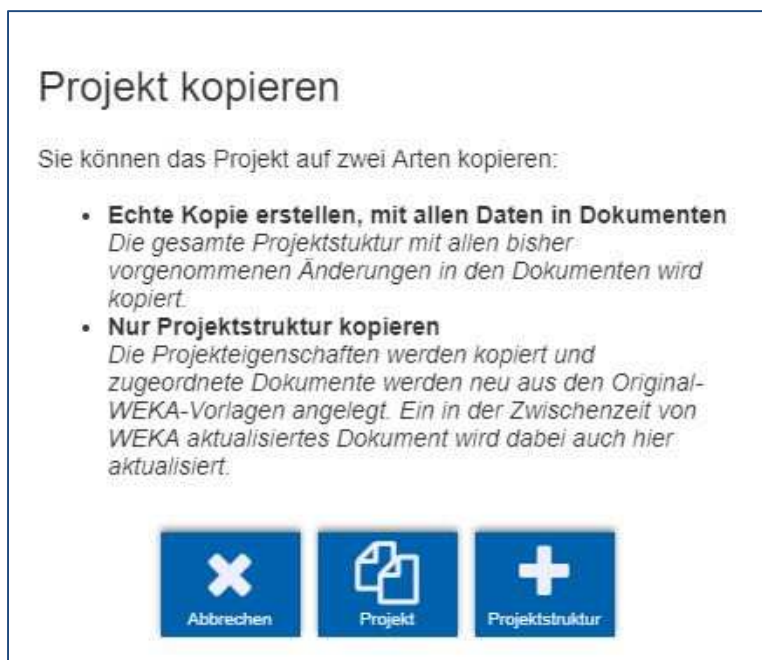 Projekt kopieren
Sie können das Projekt auf zwei Arten kopieren:
• Echte Kopie erstellen, mit allen Daten in Dokumenten
Die gesamte Projektstuktur mit allen bisher
vorgenommenen Änderungen in den Dokumenten wird
kopiert.
• Nur Projektstruktur kopieren
Die Projekteigenschaften werden kopiert und
zugeordnete Dokumente werden neu aus den Original-
WEKA-Vorlagen angelegt. Ein in der Zwischenzeit von
WEKA aktualisiertes Dokument wird dabei auch hier
aktualisiert.
Abbrechen Projekt Projektstruktur